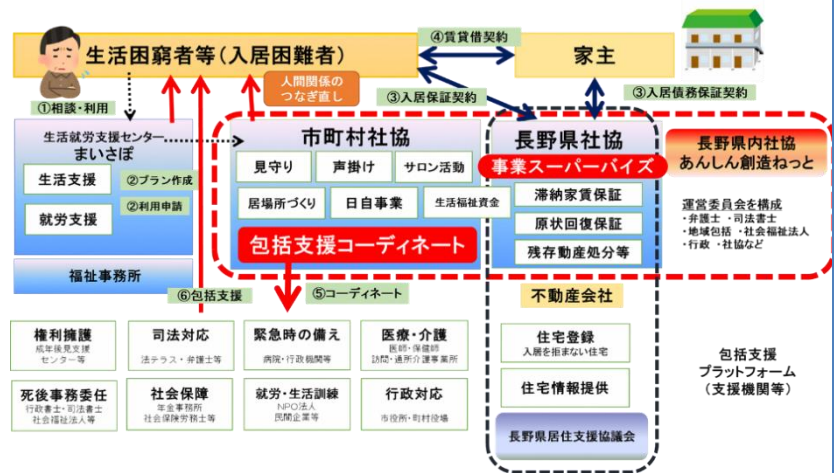 生活困窮者等(入居困難者)
④賃貸借契約
家主
①相談・利用
人間関係の
つなぎ直し
③入居保証契約
③入居債務保証契約
生活就労支援センター
まいさぽ
生活支援
就労支援
②プラン作成
②利用申請
福祉事務所
市町村社協
見守り
声掛け
サロン活動
居場所づくり
日自事業
生活福祉資金
包括支援コーディネート
長野県社協
事業スーパーバイズ
滞納家賃保証
原状回復保証
残存動産処分等
長野県内社協
あんしん創造ねっと
運営委員会を構成
・弁護士 ・司法書士
・地域包括 ・社会福祉法人
・行政 ・社協など
⑥包括支援
⑤コーディネート
不動産会社
権利擁護
成年後見支援
センター等
司法対応
法テラス・弁護士等
緊急時の備え
病院・行政機関等
医療・介護
医師・保健師
訪問・通所介護事業所
死後事務委任
行政書士・司法書士
社会福祉法人等
社会保障
年金事務所
社会保険労務士等
就労・生活訓練
NPO法人
民間企業等
行政対応
市役所・町村役場
住宅登録
入居を拒まない住宅
住宅情報提供
長野県居住支援協議会
包括支援
プラットフォーム
(支援機関等)